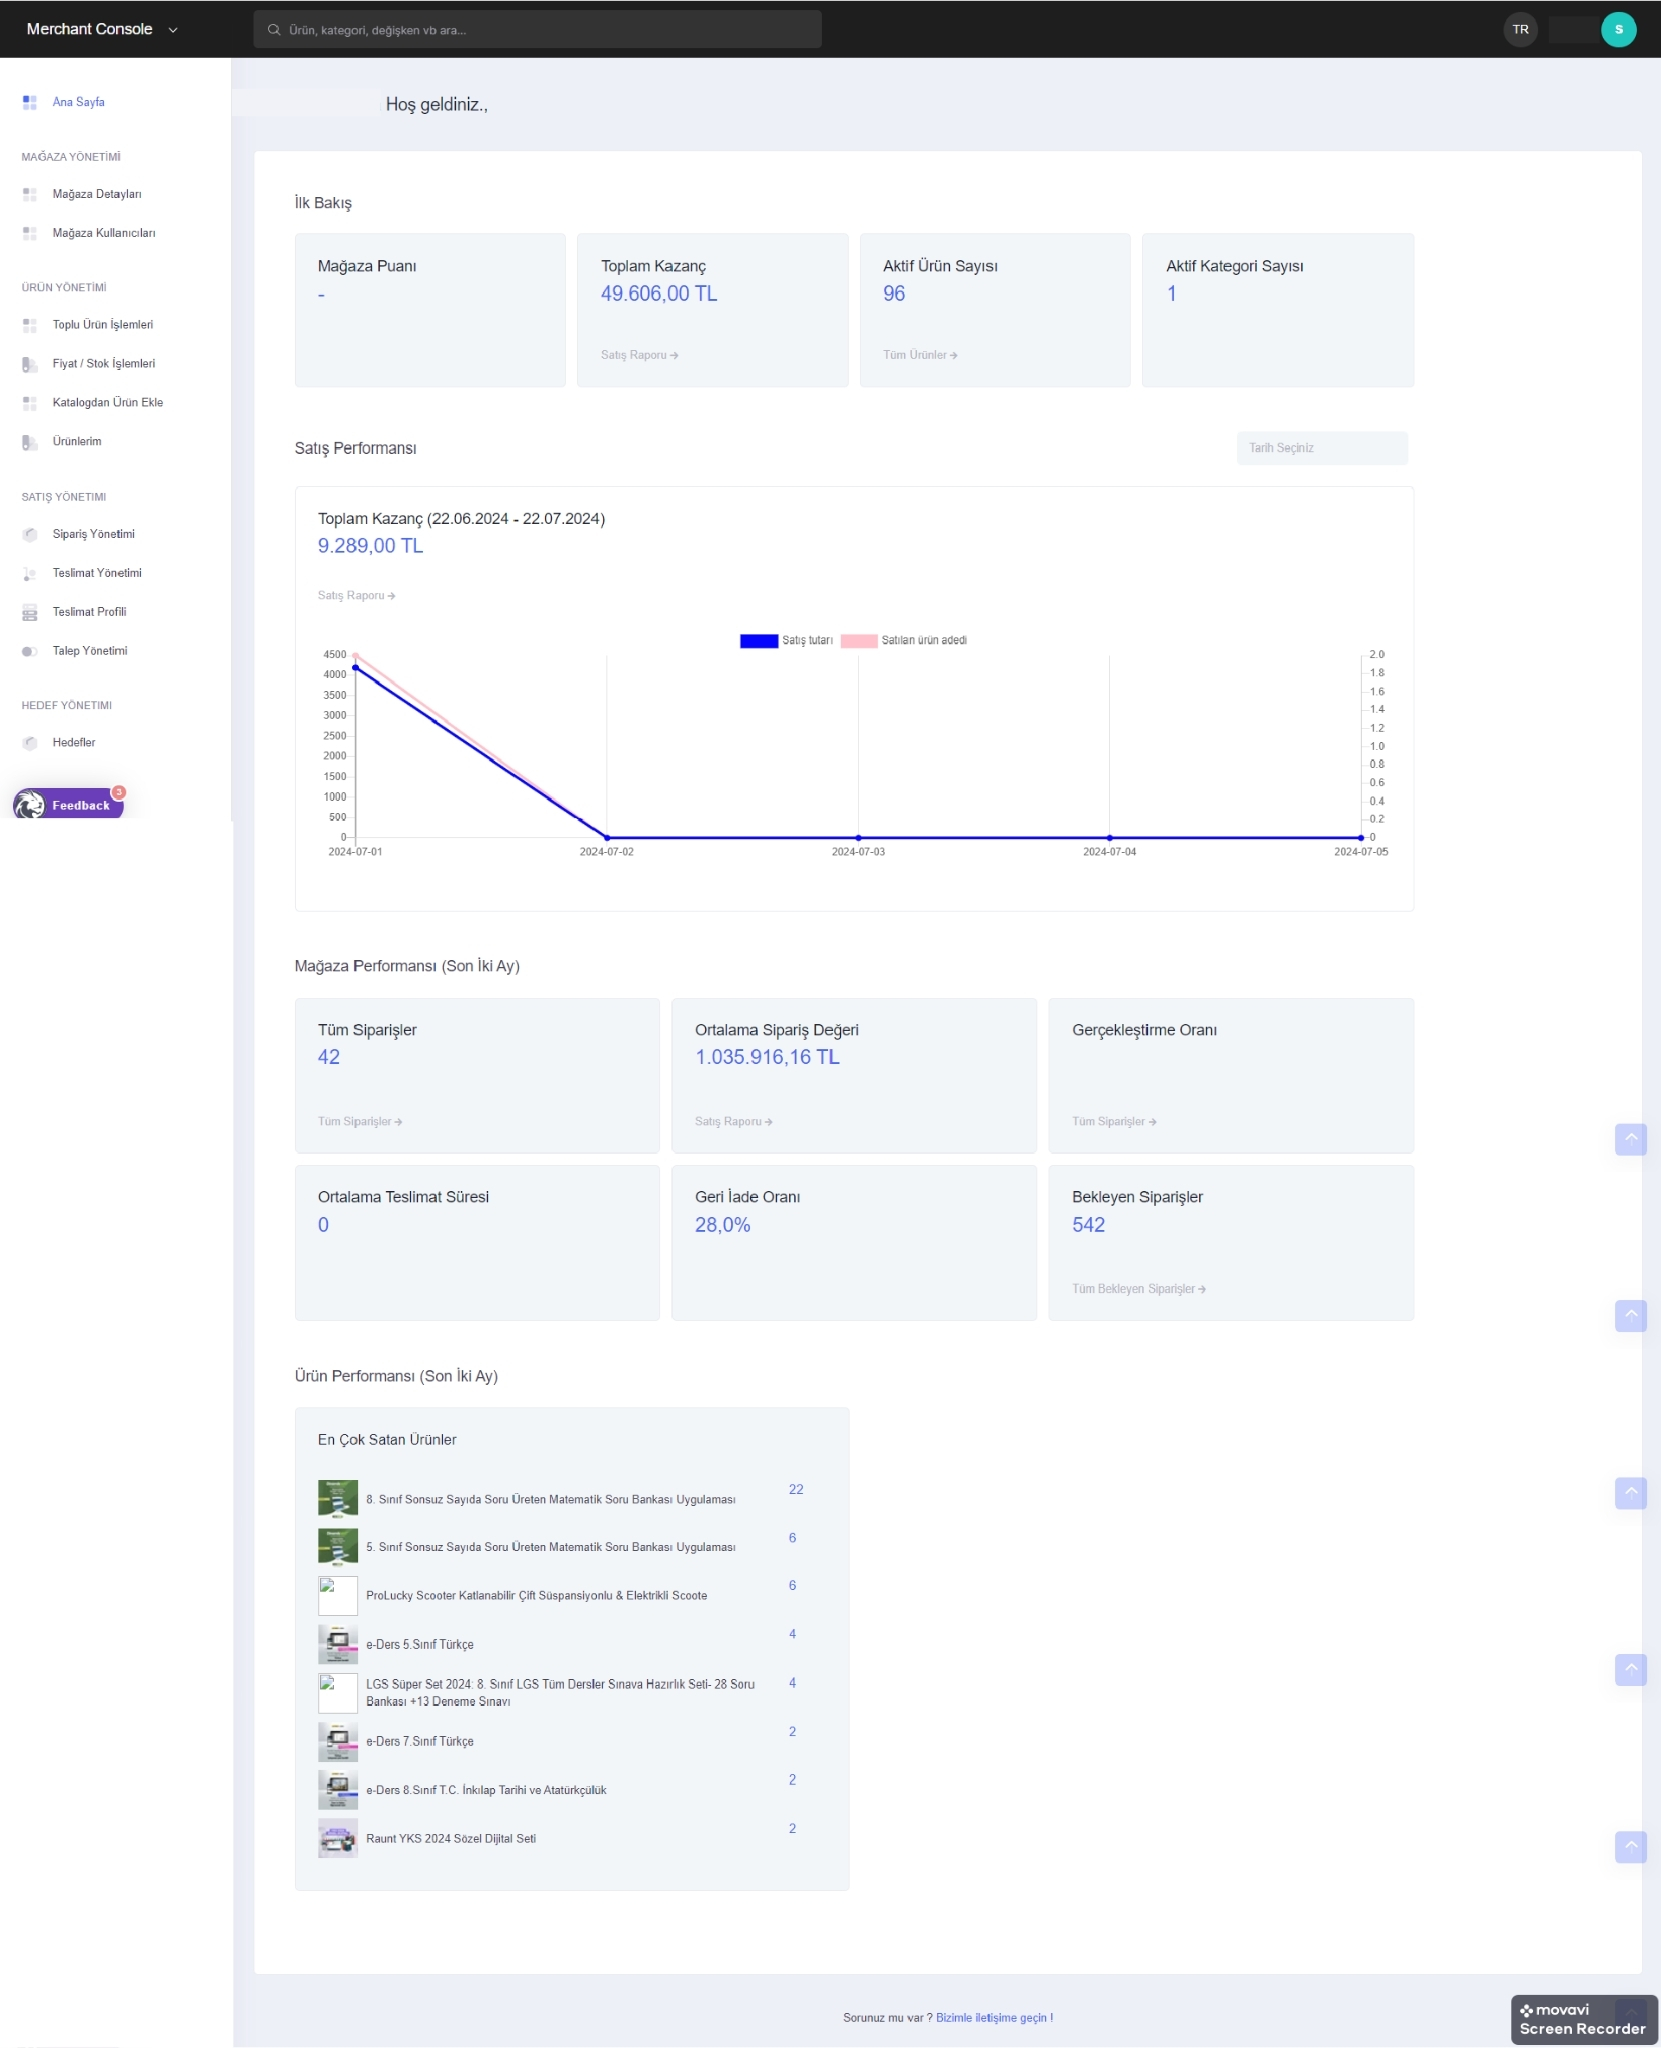 Merchant Console
Ürün, kategori, değişken vb ara...
TR
S
Ana Sayfa
MAĞAZA YÖNETİMİ
Mağaza Detayları
Mağaza Kullanıcıları
ÜRÜN YÖNETİMİ
Toplu Ürün İşlemleri
Fiyat / Stok İşlemleri
Katalogdan Ürün Ekle
Ürünlerim
SATIŞ YÖNETIMI
Sipariş Yönetimi
Teslimat Yönetimi
Teslimat Profili
Talep Yönetimi
HEDEF YÖNETIMI
Hedefler
Feedback
3
Hoş geldiniz.,
İlk Bakış
Mağaza Puanı
-
Toplam Kazanç
49.606,00 TL
Satış Raporu →
Aktif Ürün Sayısı
96
Tüm Ürünler →
Aktif Kategori Sayısı
1
Satış Performansı
Tarih Seçiniz
Toplam Kazanç (22.06.2024 - 22.07.2024)
9.289,00 TL
Satış Raporu →
Satış tutarı
Satılan ürün adedi
4500
4000
3500
3000
2500
2000
1500
1000
500
0
2.0
1.8
1.6
1.4
1.2
1.0
0.8
0.6
0.4
0.2
0
2024-07-01
2024-07-02
2024-07-03
2024-07-04
2024-07-05
Mağaza Performansı (Son İki Ay)
Tüm Siparişler
42
Tüm Siparişler →
Ortalama Sipariş Değeri
1.035.916,16 TL
Satış Raporu →
Gerçekleştirme Oranı
Tüm Siparişler →
Ortalama Teslimat Süresi
0
Geri İade Oranı
28,0%
Bekleyen Siparişler
542
Tüm Bekleyen Siparişler →
Ürün Performansı (Son İki Ay)
En Çok Satan Ürünler
8. Sınıf Sonsuz Sayıda Soru Üreten Matematik Soru Bankası Uygulaması
22
5. Sınıf Sonsuz Sayıda Soru Üreten Matematik Soru Bankası Uygulaması
6
ProLucky Scooter Katlanabilir Çift Süspansiyonlu & Elektrikli Scoote
6
e-Ders 5.Sınıf Türkçe
4
LGS Süper Set 2024: 8. Sınıf LGS Tüm Dersler Sınava Hazırlık Seti- 28 Soru
Bankası +13 Deneme Sınavı
4
e-Ders 7.Sınıf Türkçe
2
e-Ders 8.Sınıf T.C. İnkılap Tarihi ve Atatürkçülük
2
Raunt YKS 2024 Sözel Dijital Seti
2
Sorunuz mu var ? Bizimle iletişime geçin !
movavi
Screen Recorder